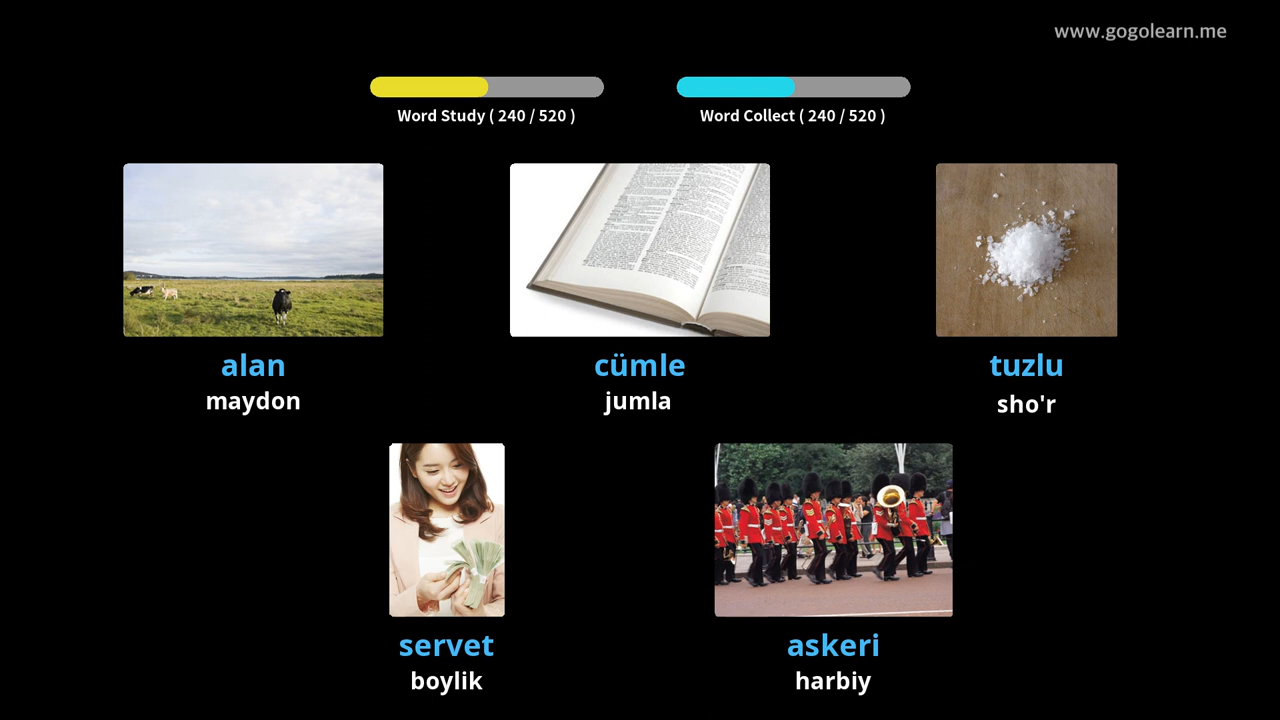 www.gogolearn.me
Word Study ( 240 / 520 )
Word Collect ( 240 / 520 )
alan
maydon
cümle
jumla
tuzlu
sho'r
servet
boylik
askeri
harbiy